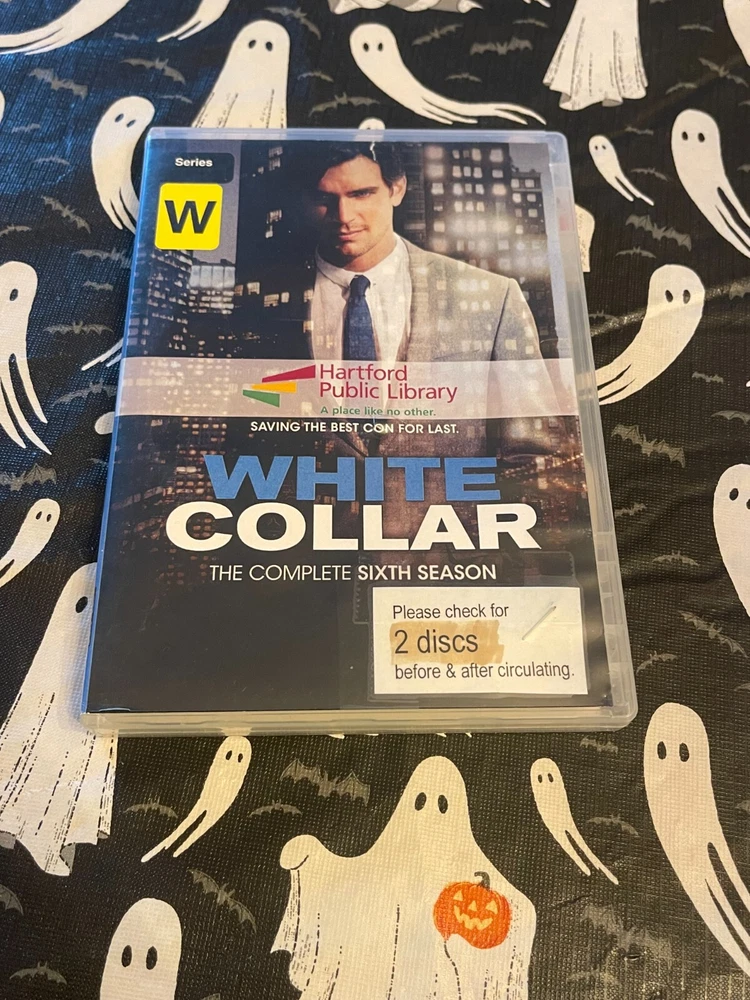 Series
W
Hartford
Public Library
A place like no other.
SAVING THE BEST CON FOR LAST.
WHITE
COLLAR
THE COMPLETE SIXTH SEASON
Please check for
2 discs
before & after circulating.